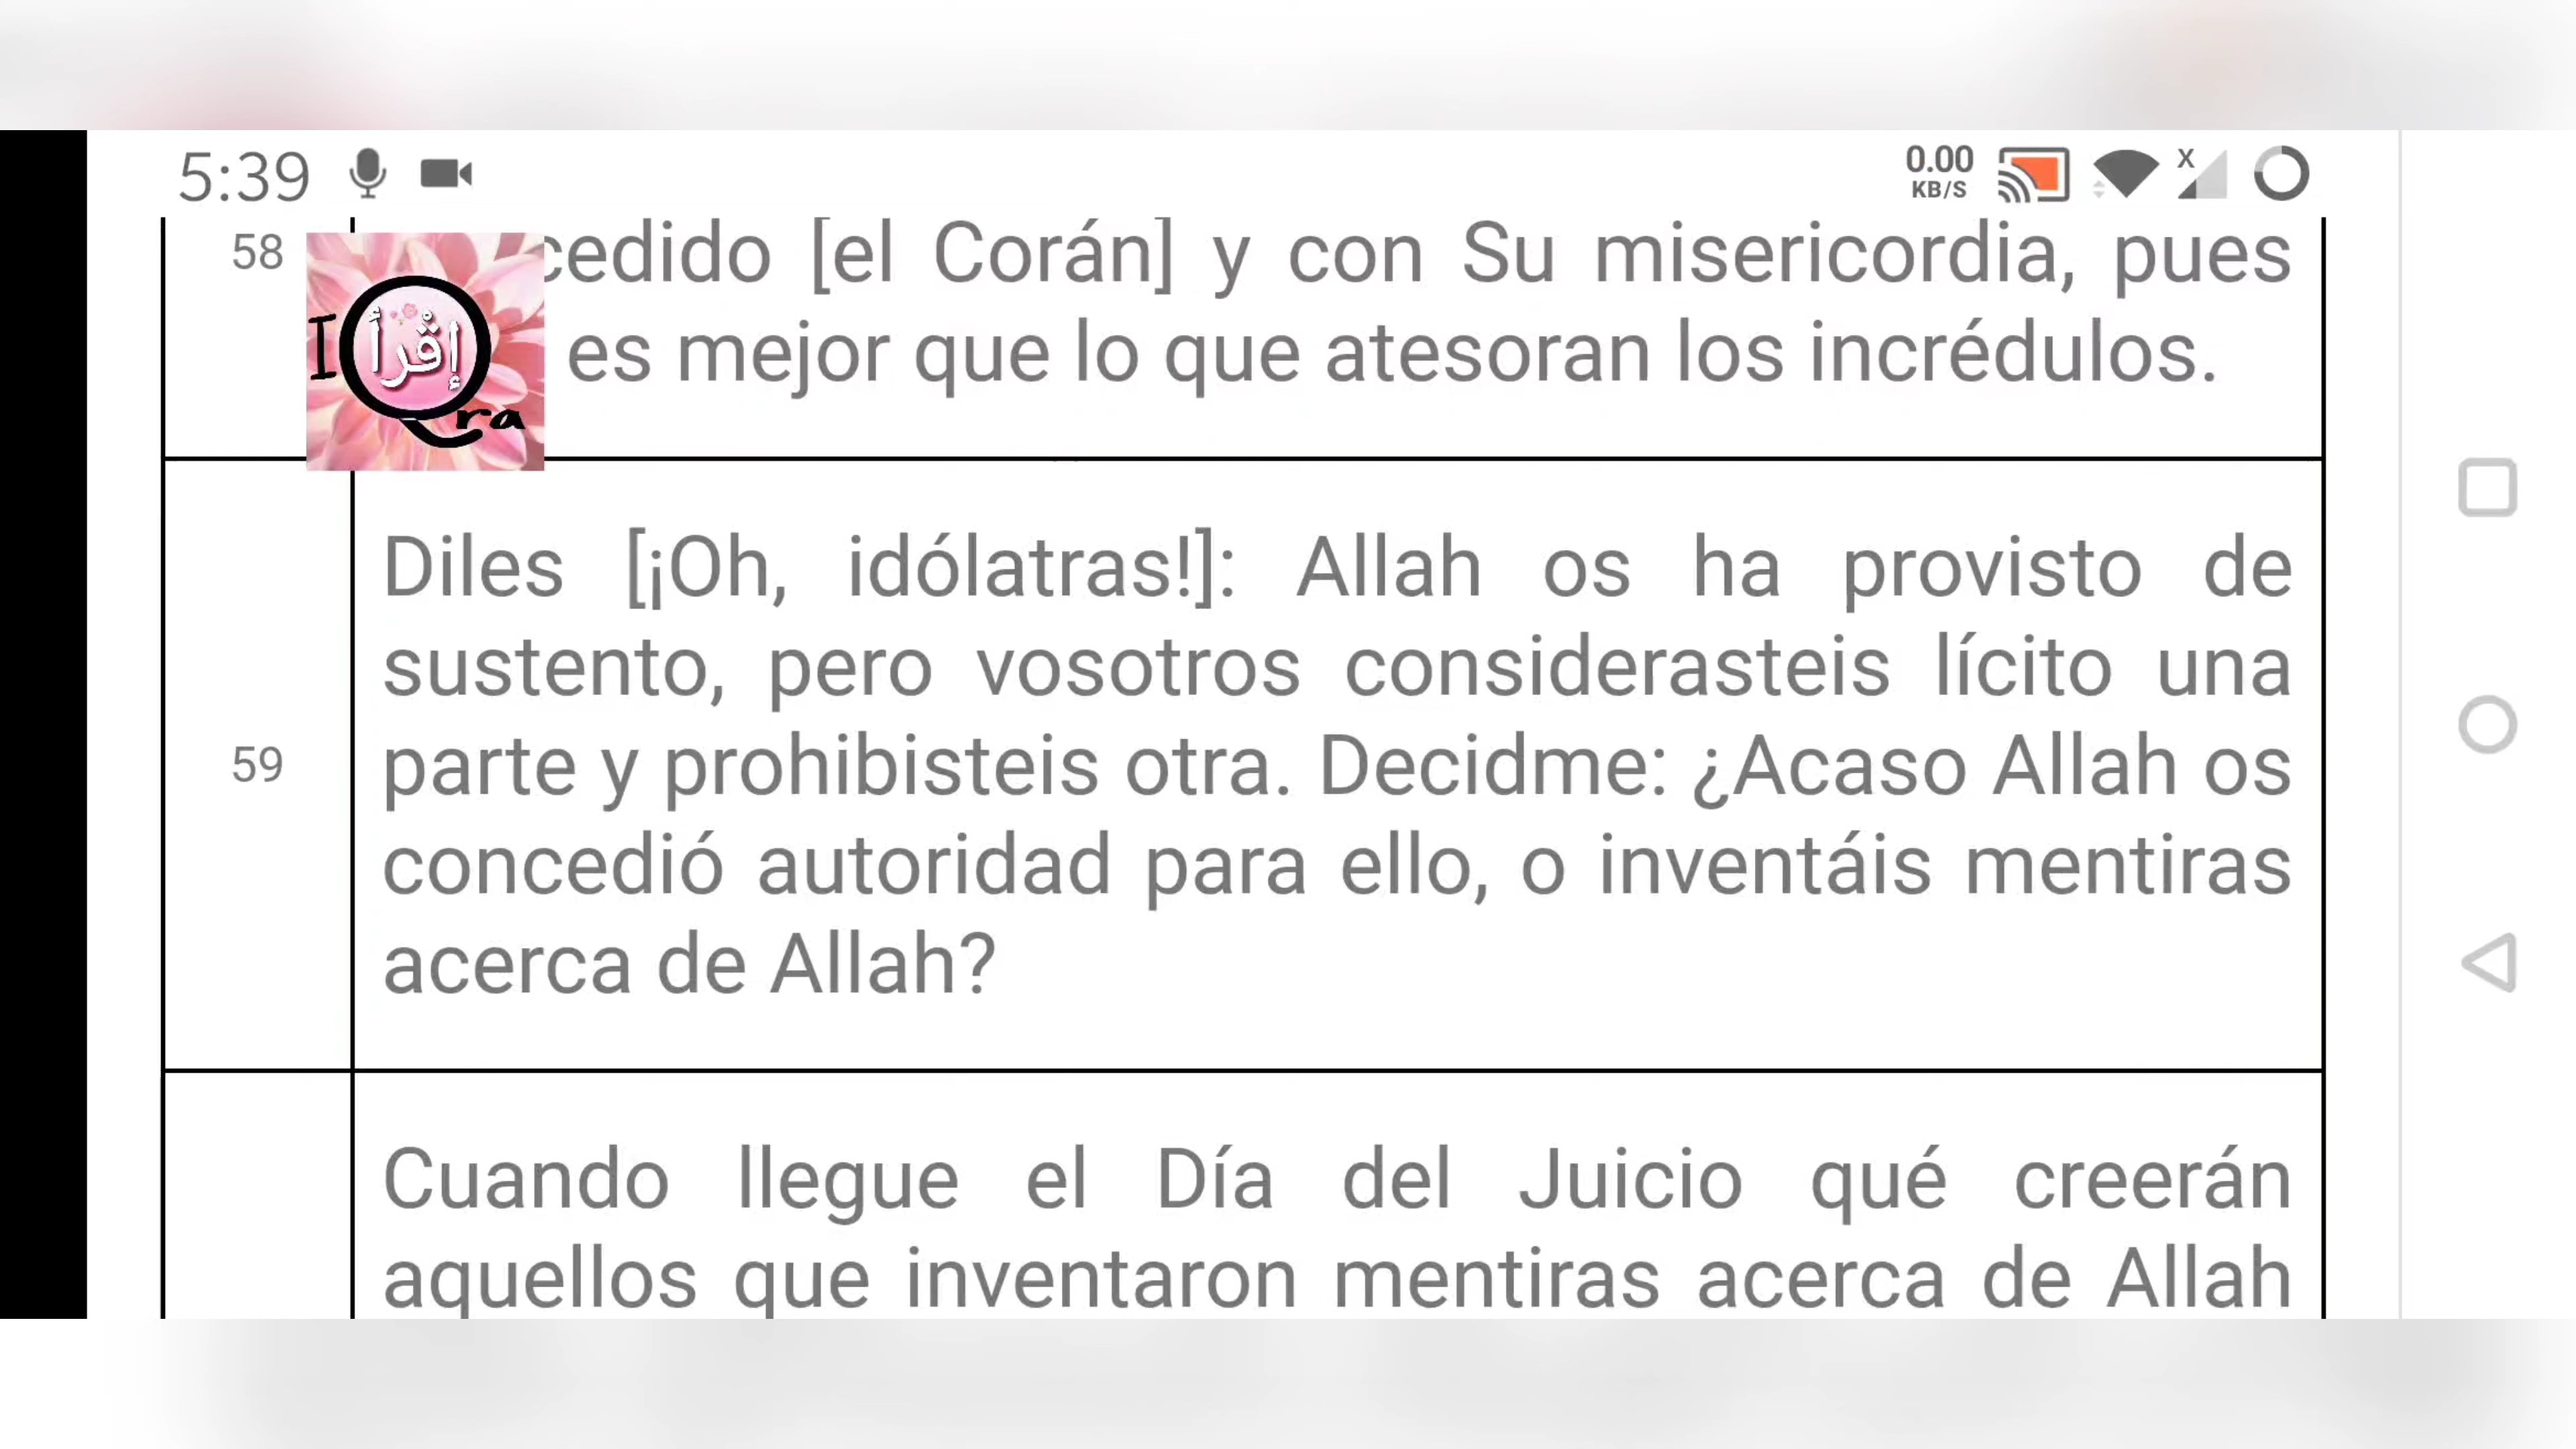 5:39
0.00
KB/S
X
58
cedido [el Corán] y con Su misericordia, pues
es mejor que lo que atesoran los incrédulos.
I إقْرأ Qra
59
Diles [¡Oh, idólatras!]: Allah os ha provisto de
sustento, pero vosotros considerasteis lícito una
parte y prohibisteis otra. Decidme: ¿Acaso Allah os
concedió autoridad para ello, o inventáis mentiras
acerca de Allah?
Cuando llegue el Día del Juicio qué creerán
aquellos que inventaron mentiras acerca de Allah